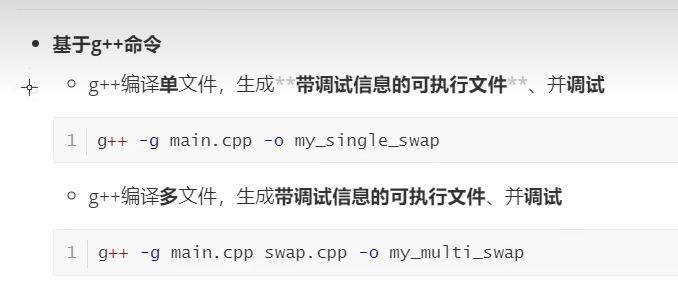 基于g++命令
g++编译单文件，生成**带调试信息的可执行文件**、并调试
1 g++ -g main.cpp -o my_single_swap
g++编译多文件，生成带调试信息的可执行文件、并调试
1 g++ -g main.cpp swap.cpp -o my_multi_swap